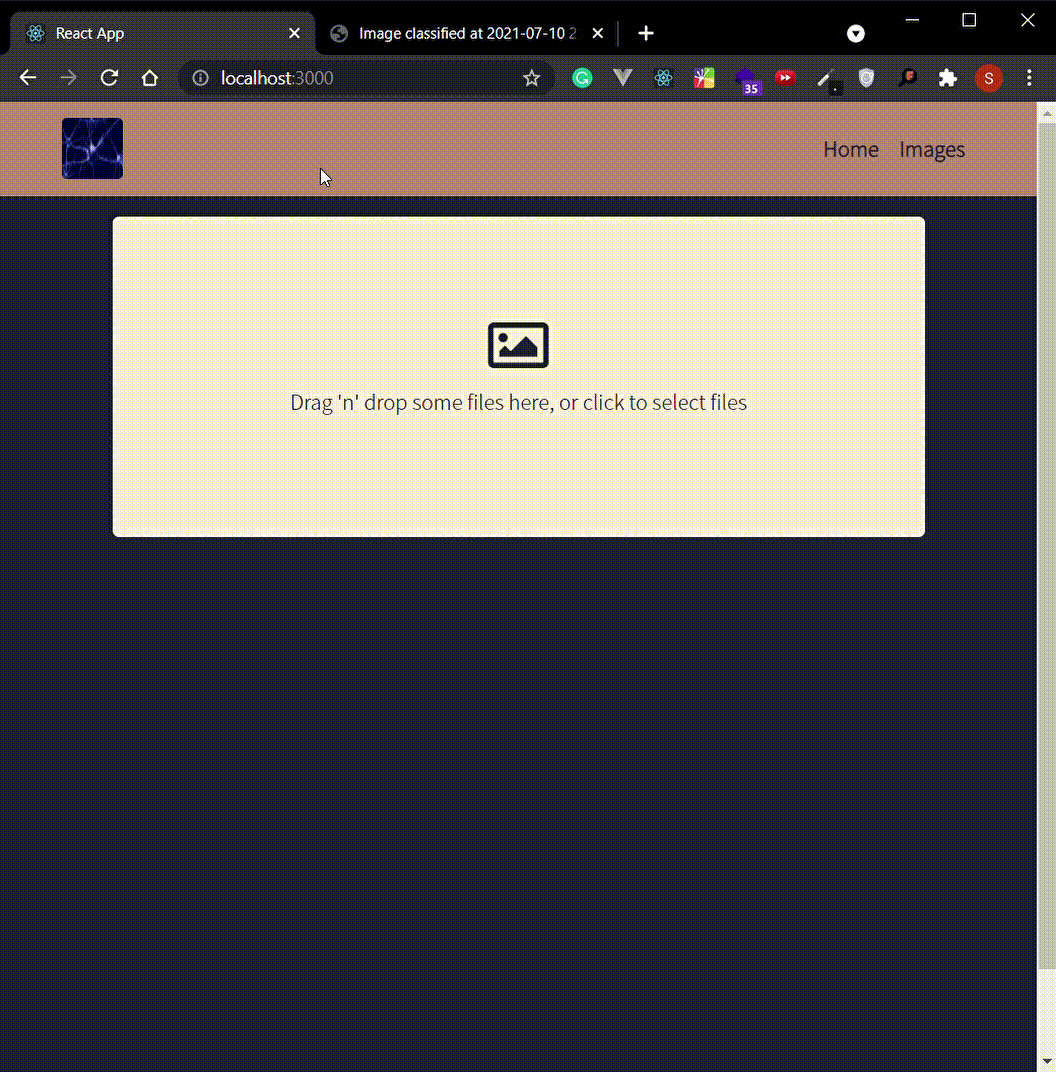 React App
Image classified at 2021-07-10 2
localhost:3000
35
S
Home Images
Drag 'n' drop some files here, or click to select files